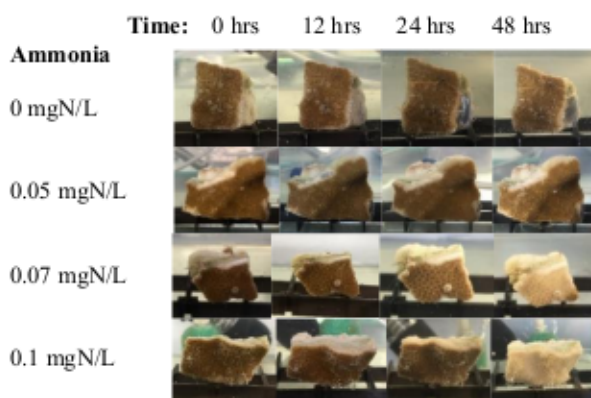 Time: 0 hrs 12 hrs 24 hrs 48 hrs
Ammonia
0 mgN/L
0.05 mgN/L
0.07 mgN/L
0.1 mgN/L